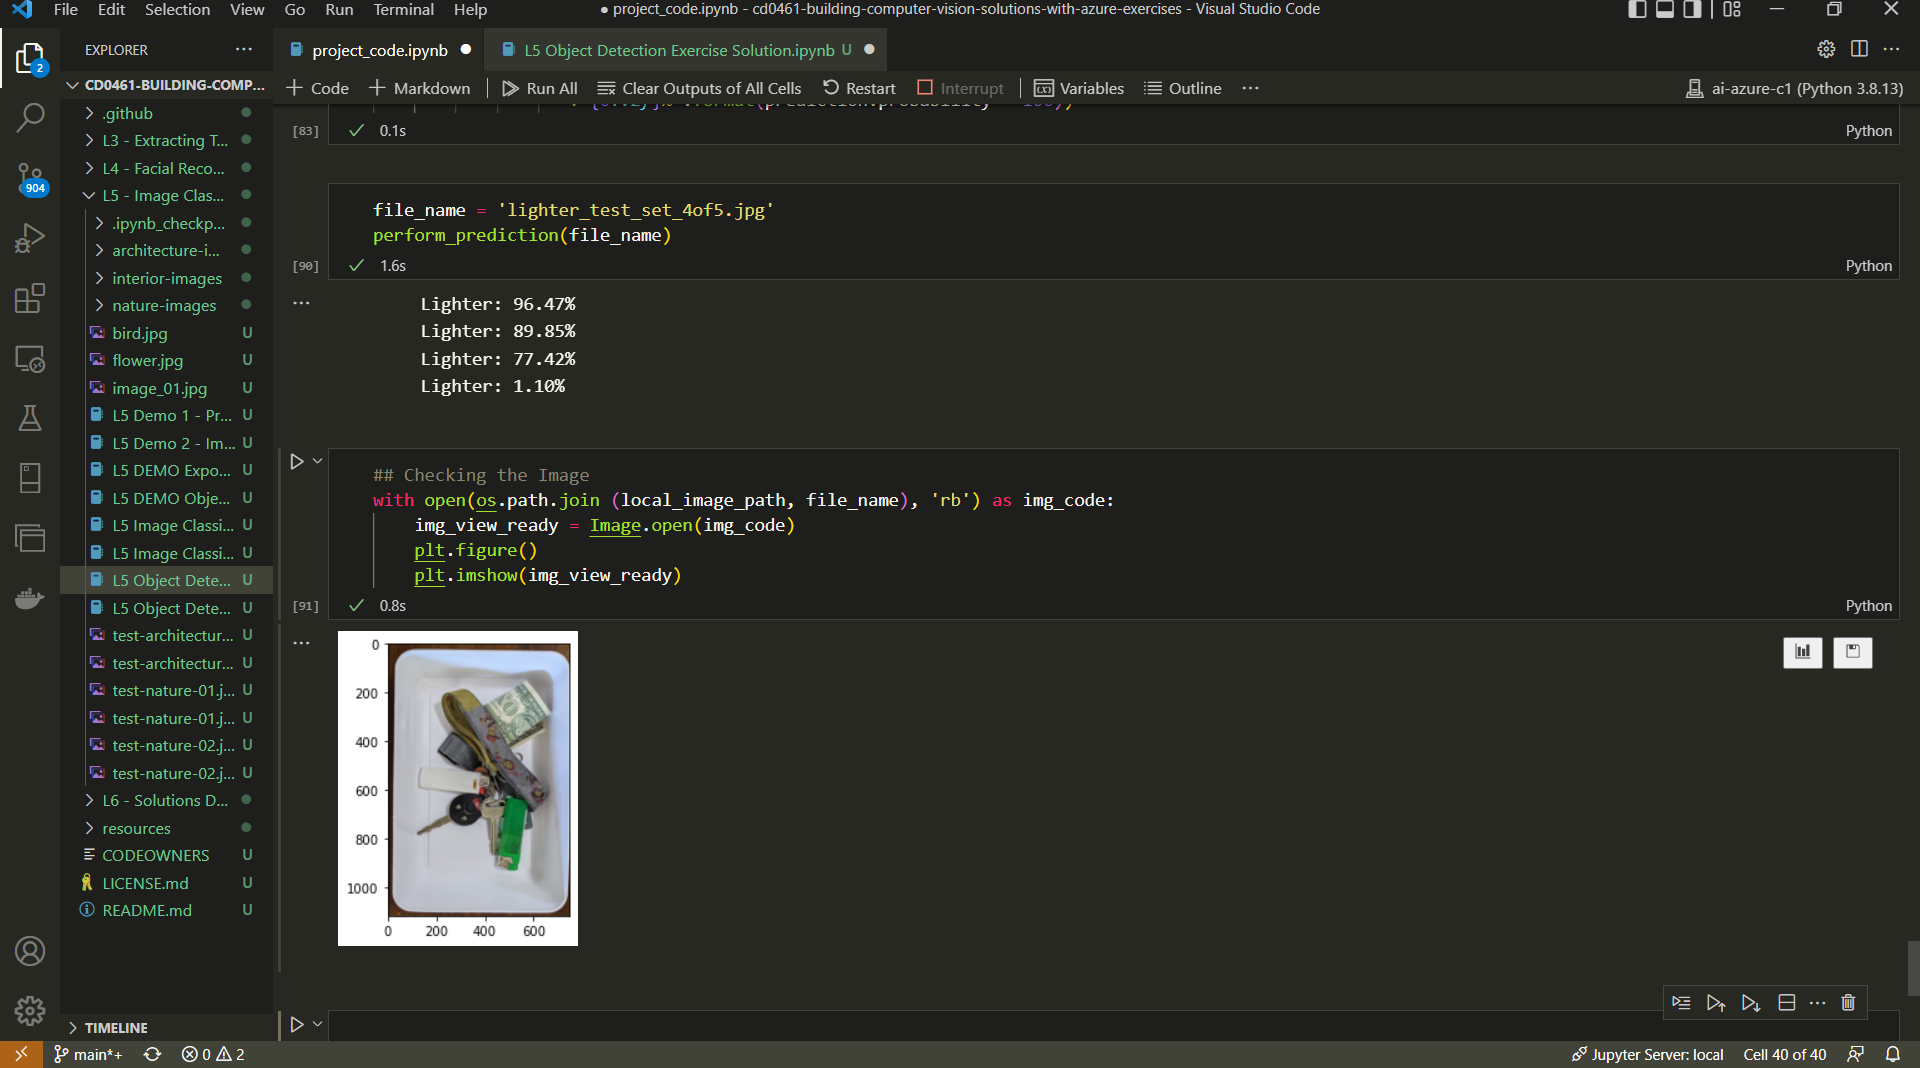 File Edit Selection View Go Run Terminal Help
● project_code.ipynb - cd0461-building-computer-vision-solutions-with-azure-exercises - Visual Studio Code
EXPLORER
project_code.ipynb ●
L5 Object Detection Exercise Solution.ipynb U ●
2
CD0461-BUILDING-COMP...
+ Code + Markdown Run All Clear Outputs of All Cells Restart Interrupt Variables Outline ...
ai-azure-c1 (Python 3.8.13)
.github
L3 - Extracting T...
L4 - Facial Reco...
904
L5 - Image Clas...
.ipynb_checkp...
architecture-i...
interior-images
nature-images
bird.jpg U
flower.jpg U
image_01.jpg U
L5 Demo 1 - Pr... U
L5 Demo 2 - Im... U
L5 DEMO Expo... U
L5 DEMO Obje... U
L5 Image Classi... U
L5 Image Classi... U
L5 Object Dete... U
L5 Object Dete... U
test-architectur... U
test-architectur... U
test-nature-01.j... U
test-nature-01.j... U
test-nature-02.j... U
test-nature-02.j... U
L6 - Solutions D...
resources
CODEOWNERS U
LICENSE.md U
README.md U
TIMELINE
[83] 0.1s Python
file_name = 'lighter_test_set_4of5.jpg'
perform_prediction(file_name)
[90] 1.6s Python
Lighter: 96.47%
Lighter: 89.85%
Lighter: 77.42%
Lighter: 1.10%
## Checking the Image
with open(os.path.join (local_image_path, file_name), 'rb') as img_code:
img_view_ready = Image.open(img_code)
plt.figure()
plt.imshow(img_view_ready)
[91] 0.8s Python
0
200
400
600
800
1000
0 200 400 600
main*+ 0 2
Jupyter Server: local Cell 40 of 40